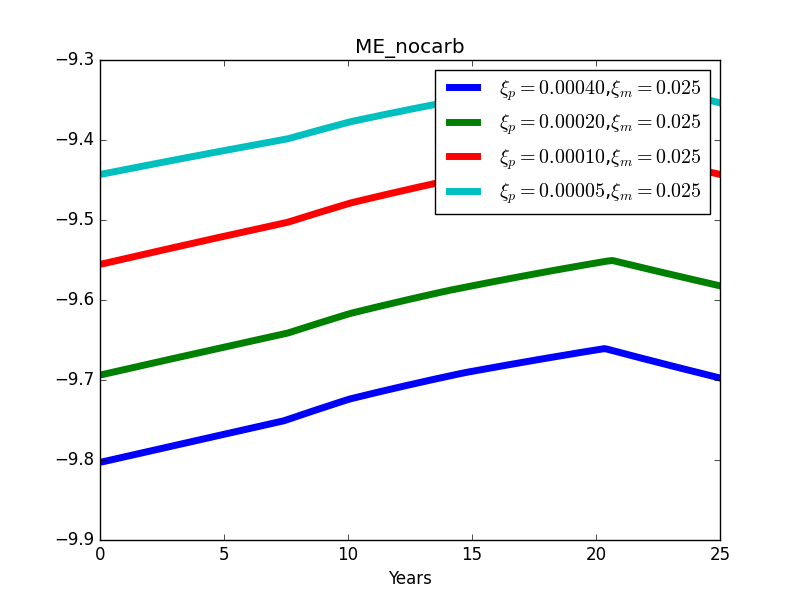 ME_nocarb
−9.3
−9.4
−9.5
−9.6
−9.7
−9.8
−9.9
ξp = 0.00040,ξm = 0.025
ξp = 0.00020,ξm = 0.025
ξp = 0.00010,ξm = 0.025
ξp = 0.00005,ξm = 0.025
0 5 10 15 20 25
Years